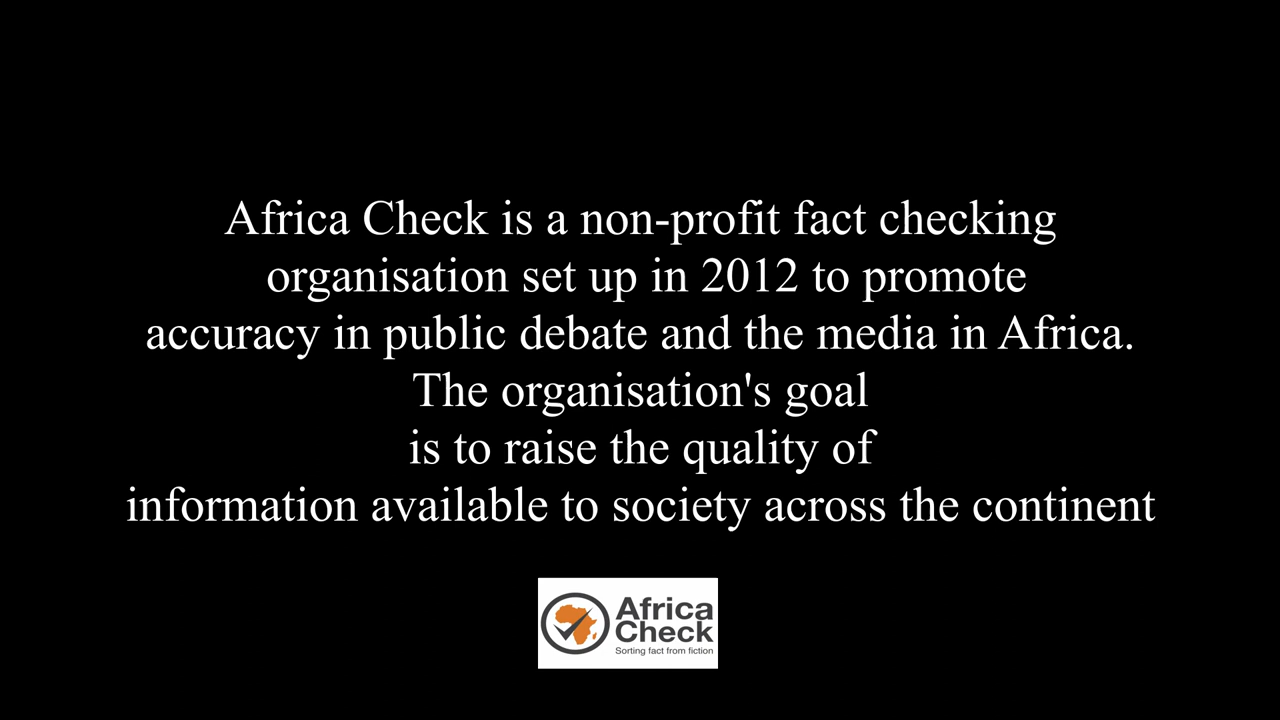 Africa Check is a non-profit fact checking
organisation set up in 2012 to promote
accuracy in public debate and the media in Africa.
The organisation's goal
is to raise the quality of
information available to society across the continent
Africa
Check
Sorting fact from fiction